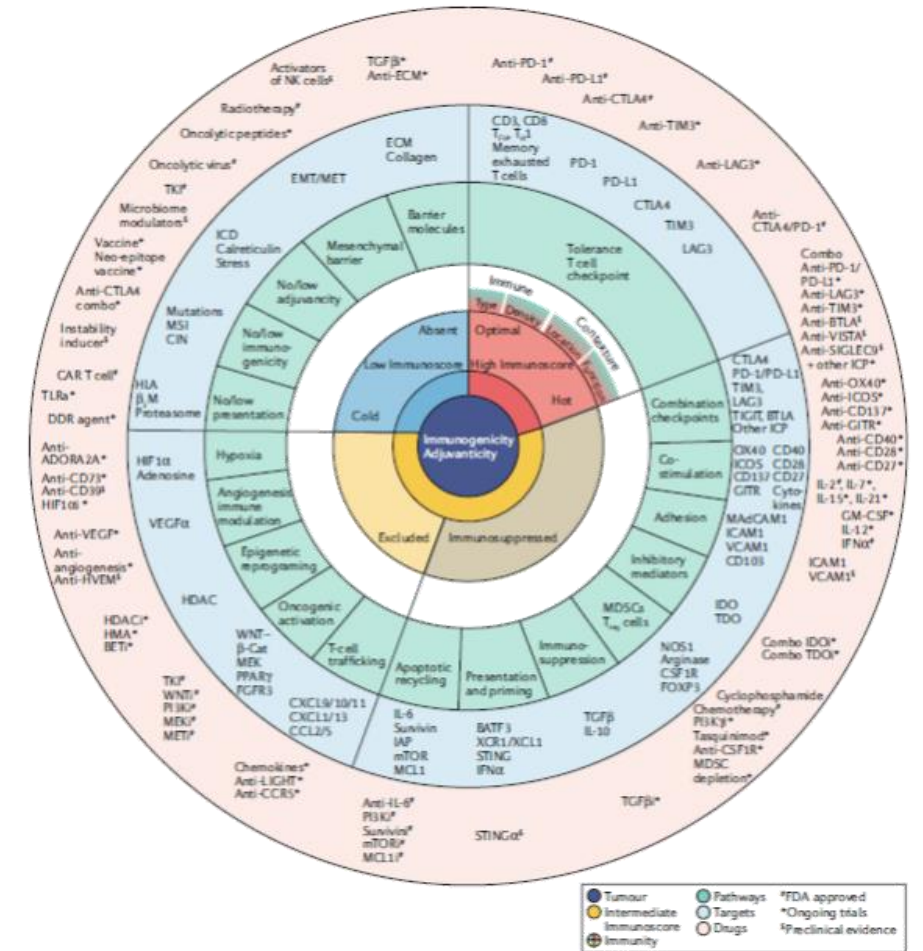 Activators
of NK cells§
TGFβi*
Anti-ECM*
Anti-PD-1#
Anti-PD-L1#
Anti-CTLA4*
Anti-TIM3*
Anti-LAG3*
Anti-
CTLA4/PD-1#
Combo
Anti-PD-1/
PD-L1*
Anti-LAG3*
Anti-TIM3*
Anti-BTLA§
Anti-VISTA§
Anti-SIGLEC9§
+ other ICP*
Anti-OX40*
Anti-ICOS*
Anti-CD137*
Anti-GITR*
Anti-CD40*
Anti-CD28*
Anti-CD27*
IL-2#, IL-7*,
IL-15*, IL-21*
GM-CSF*
IL-12*
IFNα#
ICAM1
VCAM1§
Combo IDOi*
Combo TDOi*
Cyclophosphamide
Chemotherapy#
Tasquinimod*
Anti-CSF1R*
MDSC
depletion*
TGFβi*
STINGα§
Anti-IL-6#
PI3Ki#
Survivini#
mTORi#
MCL1i#
Chemokines*
Anti-LIGHT*
Anti-CCR5*
TKI#
WNTi#
PI3Ki#
MEKi#
METi#
HDACi*
HMA*
BETi*
Anti-VEGF*
Anti-
angiogenesis*
Anti-HVEM§
Anti-
ADORA2A*
Anti-CD73*
Anti-CD39§
DDR agent*
TLRa*
CAR T cell#
Instability
inducer§
Anti-CTLA4
combo*
Vaccine*
Neo-epitope
vaccine*
Microbiome
modulators§
TKI#
Oncolytic virus#
Oncolytic peptides*
Radiotherapy#
CD3, CD8
Memory
exhausted
T cells
PD-1
PD-L1
CTLA4
TIM3
LAG3
CTLA4
PD-1/PD-L1
TIM3,
LAG3
TIGIT, BTLA
Other ICP
OX40 CD40
ICOS CD28
CD137 CD27
GITR Cyto-
kines
MAdCAM1
ICAM1
VCAM1
CD103
IDO
TDO
NOS1
Arginase
CSF1R
FOXP3
TGFβ
IL-10
BATF3
XCR1/XCL1
STING
IFNα
IL-6
Survivin
IAP
mTOR
MCL1
CXCL9/10/11
CXCL1/13
CCL2/5
WNT–
β-Cat
MEK
PPARγ
FGFR3
HDAC
VEGFα
HIF1α
Adenosine
HLA
β2M
Proteasome
Mutations
MSI
CIN
ICD
Calreticulin
Stress
EMT/MET
ECM
Collagen
Tolerance
T cell
checkpoint
Combination
checkpoints
Co-
stimulation
Adhesion
Inhibitory
mediators
MDSCs
Treg cells
Immuno-
suppression
Presentation
and priming
Apoptotic
recycling
T-cell
trafficking
Oncogenic
activation
Epigenetic
reprograming
Angiogenesis
immune
modulation
Hypoxia
No/low
presentation
No/low
immuno-
genicity
No/low
adjuvancity
Mesenchymal
barrier
Barrier
molecules
Immune
Contexture
Type
Density
Location
Absent
Low Immunoscore
Cold
Optimal
High Immunoscore
Hot
Immunogenicity
Adjuvanticity
Excluded
Immunosuppressed
Tumour
Intermediate
Immunoscore
Immunity
Pathways
Targets
Drugs
#FDA approved
*Ongoing trials
§Preclinical evidence